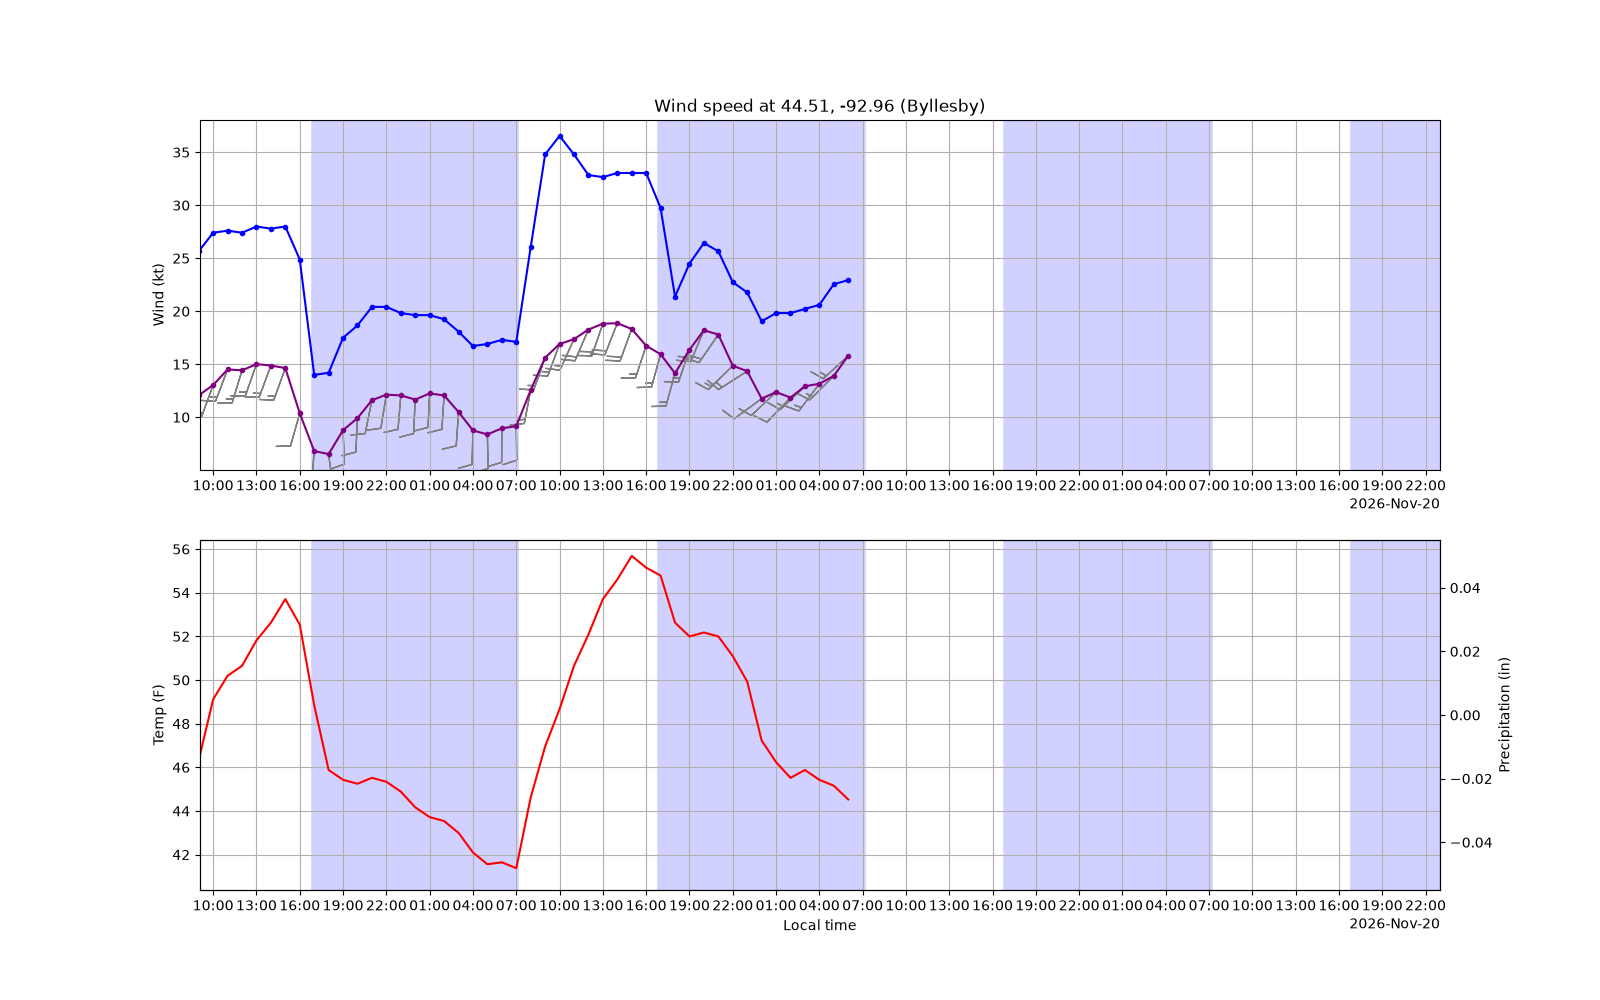 Wind speed at 44.51, -92.96 (Byllesby)
Wind (kt)
35
30
25
20
15
10
10:00 13:00 16:00 19:00 22:00 01:00 04:00 07:00 10:00 13:00 16:00 19:00 22:00 01:00 04:00 07:00 10:00 13:00 16:00 19:00 22:00 01:00 04:00 07:00 10:00 13:00 16:00 19:00 22:00
2026-Nov-20
Temp (F)
56
54
52
50
48
46
44
42
0.04
0.02
0.00
−0.02
−0.04
Precipitation (in)
10:00 13:00 16:00 19:00 22:00 01:00 04:00 07:00 10:00 13:00 16:00 19:00 22:00 01:00 04:00 07:00 10:00 13:00 16:00 19:00 22:00 01:00 04:00 07:00 10:00 13:00 16:00 19:00 22:00
Local time
2026-Nov-20